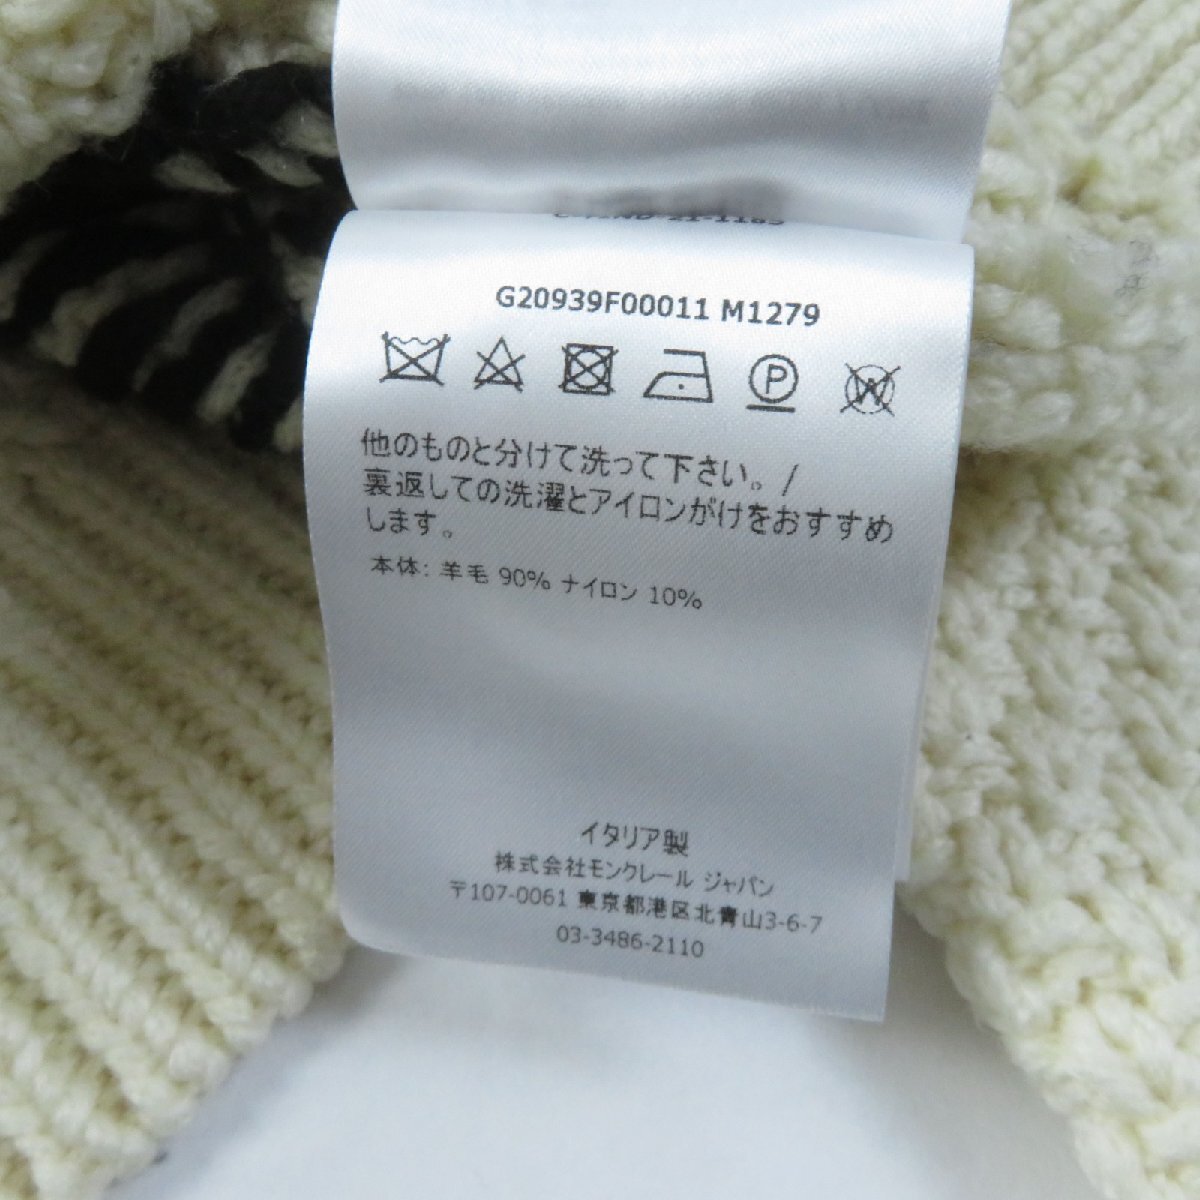 G20939F00011 M1279
P
W
他のものと分けて洗って下さい。/
裏返しての洗濯とアイロンがけをおすすめ
します。
本体: 羊毛 90% ナイロン 10%
イタリア製
株式会社モンクレール ジャパン
〒107-0061 東京都港区北青山3-6-7
03-3486-2110